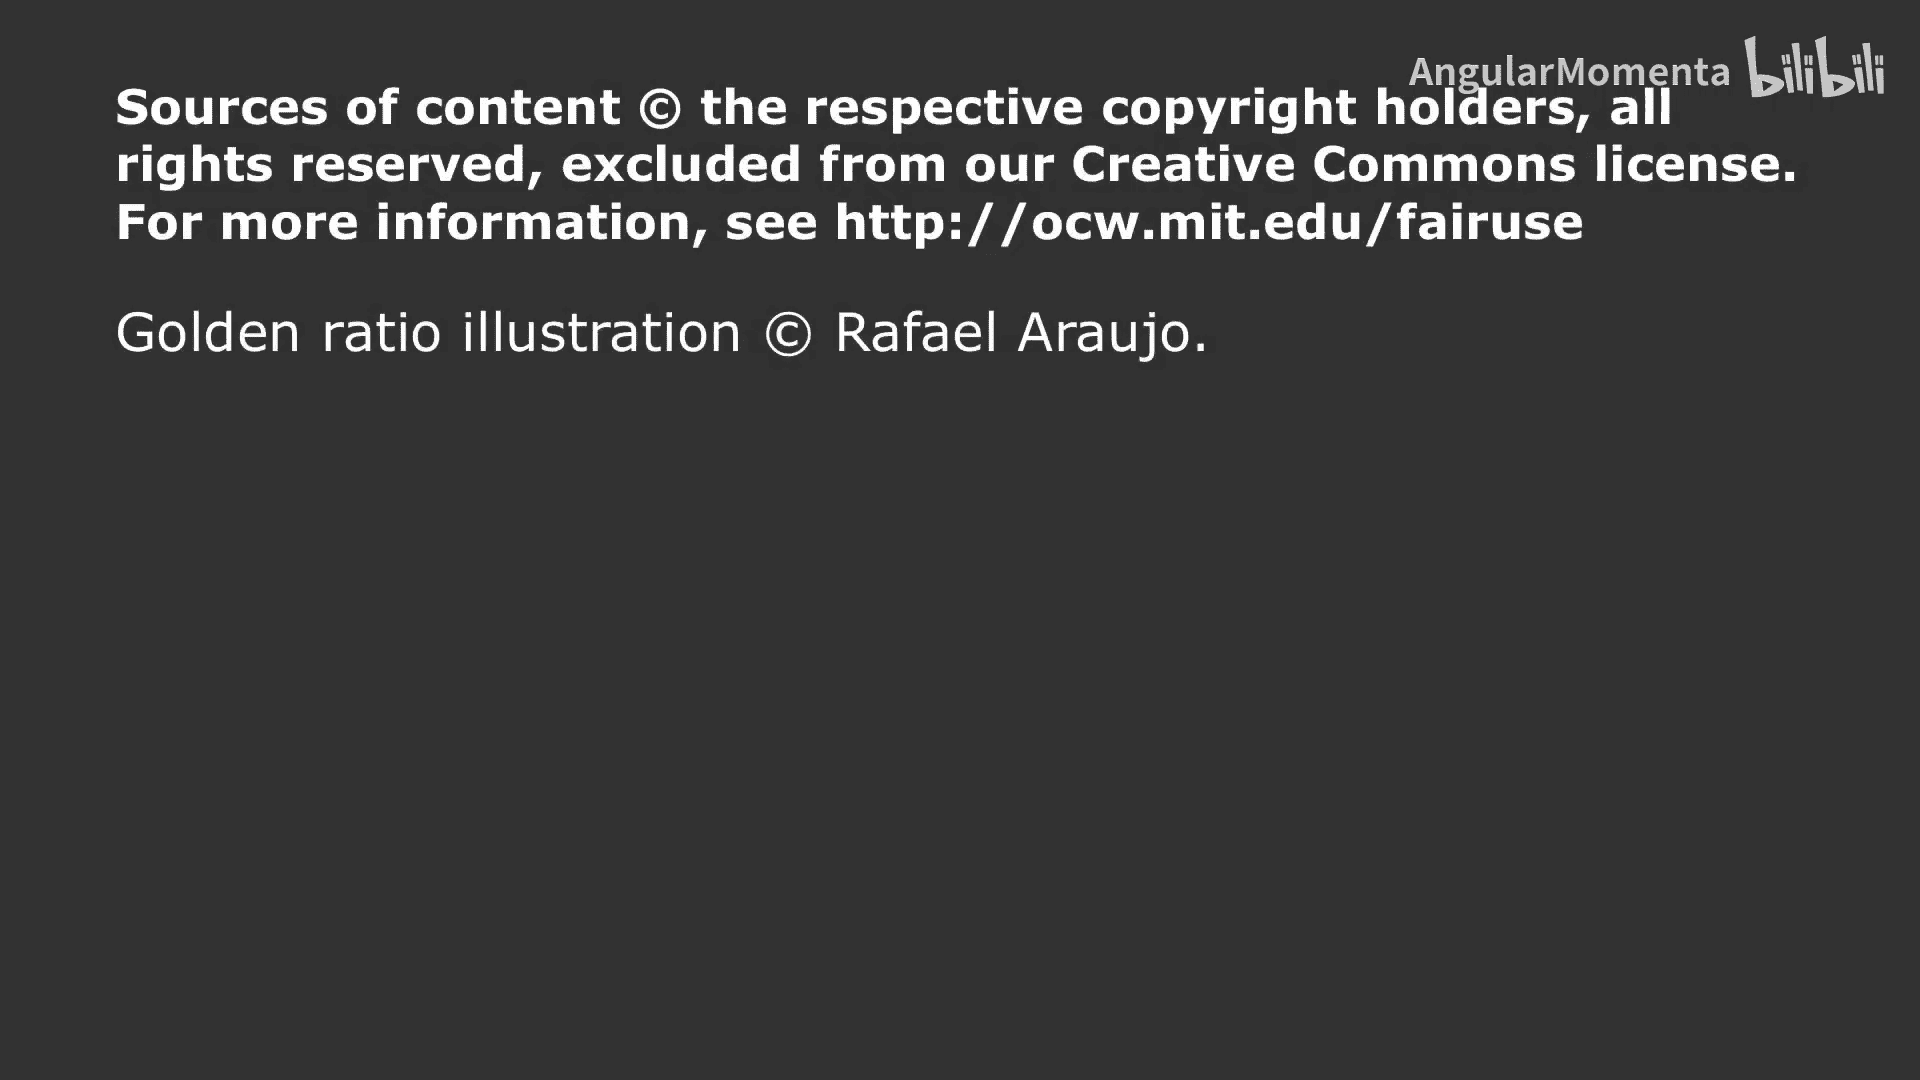 AngularMomenta bilibili
Sources of content © the respective copyright holders, all
rights reserved, excluded from our Creative Commons license.
For more information, see http://ocw.mit.edu/fairuse
Golden ratio illustration © Rafael Araujo.